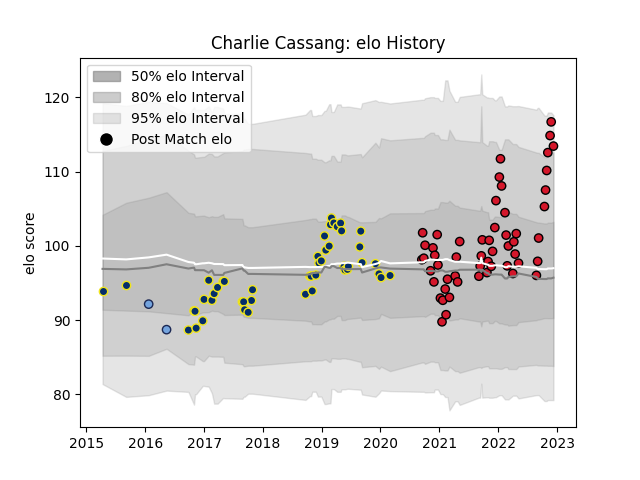 Charlie Cassang: elo History
50% elo Interval
80% elo Interval
95% elo Interval
Post Match elo
elo score
120
110
100
90
80
2015 2016 2017 2018 2019 2020 2021 2022 2023